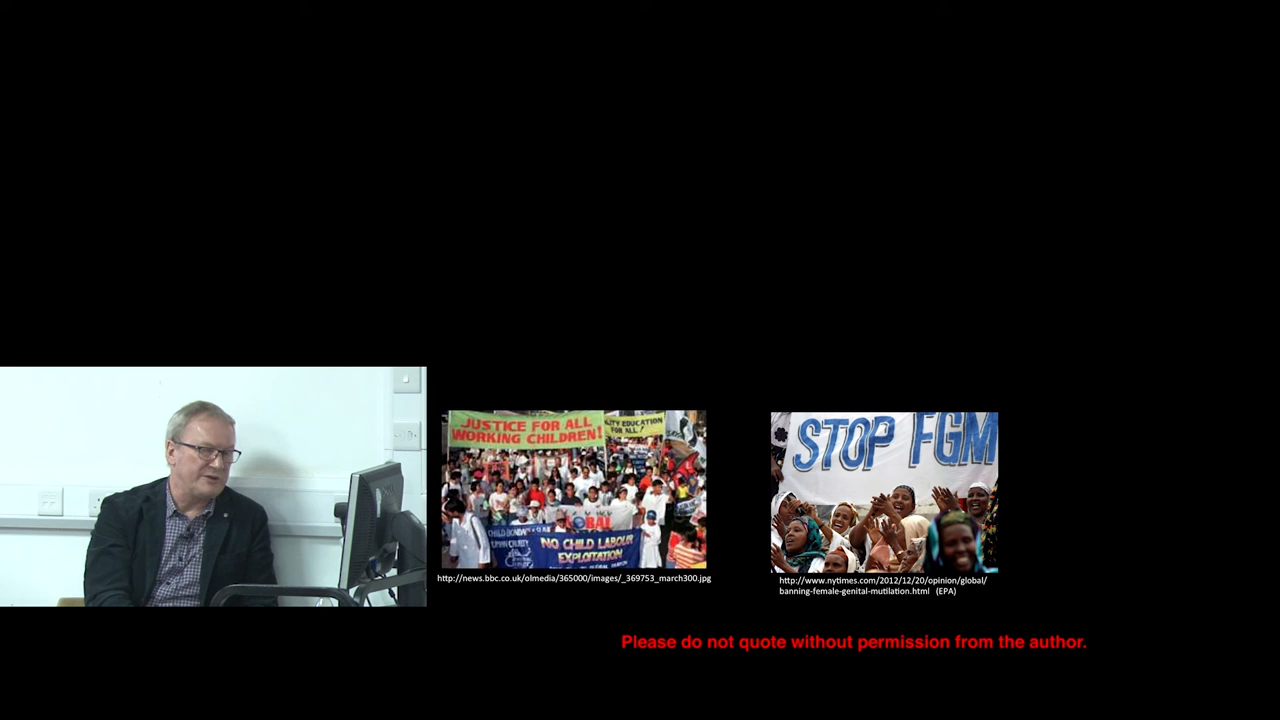 JUSTICE FOR ALL
WORKING CHILDREN!
QUALITY EDUCATION
FOR ALL!
GLOBAL
NO CHILD LABOUR
EXPLOITATION
http://news.bbc.co.uk/olmedia/365000/images/_369753_march300.jpg
STOP FGM
http://www.nytimes.com/2012/12/20/opinion/global/
banning-female-genital-mutilation.html (EPA)
Please do not quote without permission from the author.